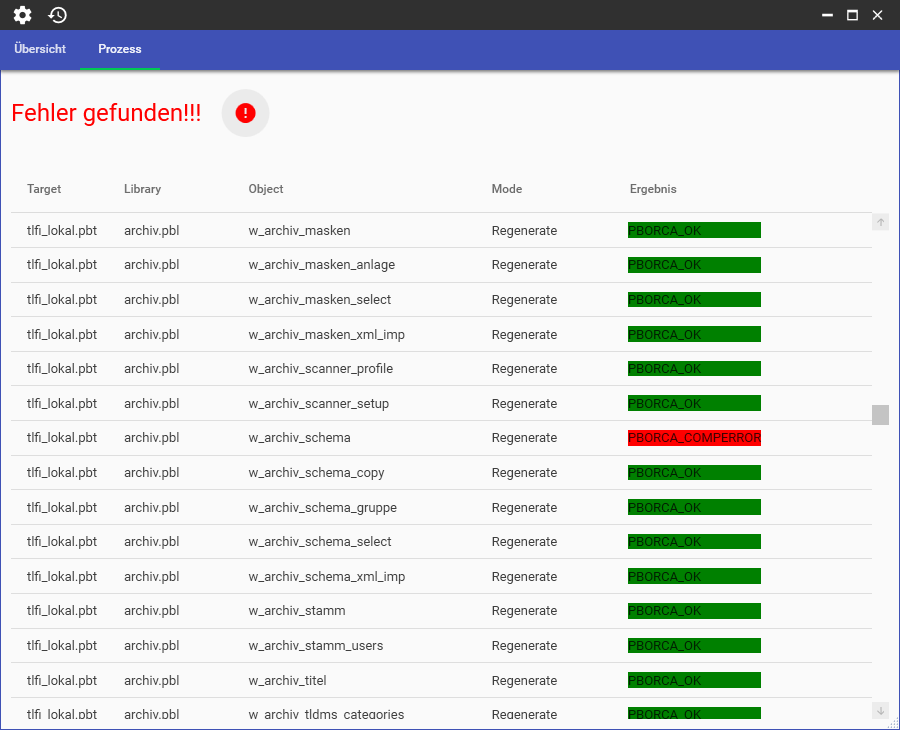 Übersicht Prozess
Fehler gefunden!!!
Target Library Object Mode Ergebnis
tlfi_lokal.pbt archiv.pbl w_archiv_masken Regenerate PBORCA_OK
tlfi_lokal.pbt archiv.pbl w_archiv_masken_anlage Regenerate PBORCA_OK
tlfi_lokal.pbt archiv.pbl w_archiv_masken_select Regenerate PBORCA_OK
tlfi_lokal.pbt archiv.pbl w_archiv_masken_xml_imp Regenerate PBORCA_OK
tlfi_lokal.pbt archiv.pbl w_archiv_scanner_profile Regenerate PBORCA_OK
tlfi_lokal.pbt archiv.pbl w_archiv_scanner_setup Regenerate PBORCA_OK
tlfi_lokal.pbt archiv.pbl w_archiv_schema Regenerate PBORCA_COMPERROR
tlfi_lokal.pbt archiv.pbl w_archiv_schema_copy Regenerate PBORCA_OK
tlfi_lokal.pbt archiv.pbl w_archiv_schema_gruppe Regenerate PBORCA_OK
tlfi_lokal.pbt archiv.pbl w_archiv_schema_select Regenerate PBORCA_OK
tlfi_lokal.pbt archiv.pbl w_archiv_schema_xml_imp Regenerate PBORCA_OK
tlfi_lokal.pbt archiv.pbl w_archiv_stamm Regenerate PBORCA_OK
tlfi_lokal.pbt archiv.pbl w_archiv_stamm_users Regenerate PBORCA_OK
tlfi_lokal.pbt archiv.pbl w_archiv_titel Regenerate PBORCA_OK
tlfi_lokal.pbt archiv.pbl w_archiv_tldms_categories Regenerate PBORCA_OK